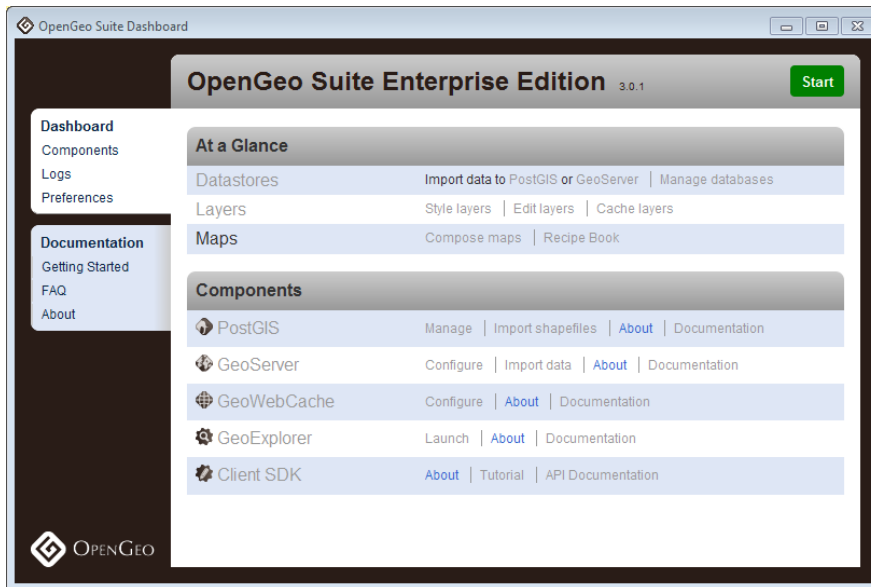 OpenGeo Suite Dashboard
OpenGeo Suite Enterprise Edition 3.0.1 Start
Dashboard
Components
Logs
Preferences
Documentation
Getting Started
FAQ
About
At a Glance
Datastores Import data to PostGIS or GeoServer | Manage databases
Layers Style layers | Edit layers | Cache layers
Maps Compose maps | Recipe Book
Components
PostGIS Manage | Import shapefiles | About | Documentation
GeoServer Configure | Import data | About | Documentation
GeoWebCache Configure | About | Documentation
GeoExplorer Launch | About | Documentation
Client SDK About | Tutorial | API Documentation
OPENGEO